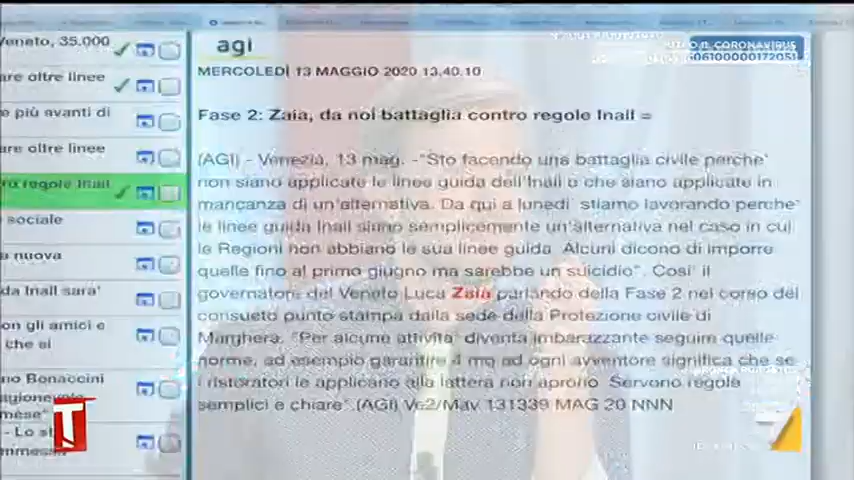 Veneto, 35.000
are oltre linee
e più avanti di
are oltre linee
ro regole Inail
sociale
a nuova
da Inail sara'
on gli amici e
che si
Bonaccini
- Lo st
T
agi
IL CORONAVIRUS
MERCOLEDÌ 13 MAGGIO 2020 13.40.10
Fase 2: Zaia, da noi battaglia contro regole Inail =
(AGI) - Venezia, 13 mag. -"Sto facendo una battaglia civile perche'
non siano applicate le linee guida dell'Inail o che siano applicate in
mancanza di un'alternativa. Da qui a lunedi' stiamo lavorando perche'
le linee guida Inail siano semplicemente un'alternativa nel caso in cui
le Regioni non abbiano le sua linee guida. Alcuni dicono di imporre
quelle fino al primo giugno ma sarebbe un suicidio". Cosi' il
governatore del Veneto Luca Zaia parlando della Fase 2 nel corso del
consueto punto stampa dalla sede della Protezione civile di
Marghera. "Per alcune attivita' diventa imbarazzante seguire quelle
norme, ad esempio garantire 4 mq ad ogni avventore significa che se
i ristoratori le applicano alla lettera non aprono. Servono regole
semplici e chiare".(AGI) Ve2/Mav 131339 MAG 20 NNN